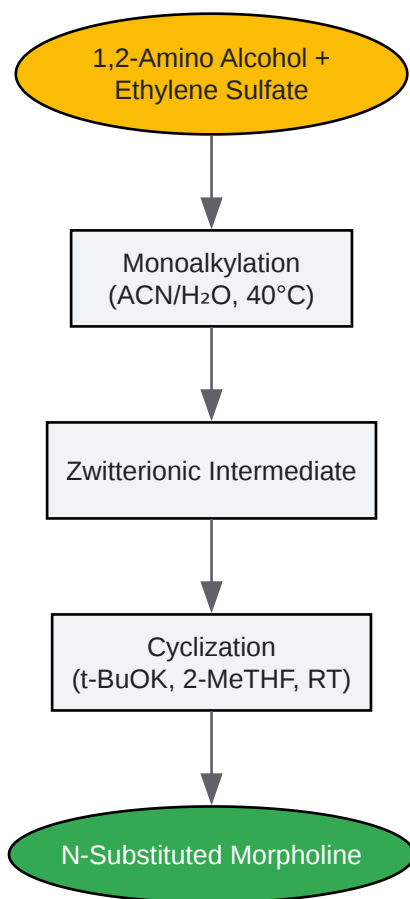 1,2-Amino Alcohol +
Ethylene Sulfate
Monoalkylation
(ACN/H₂O, 40°C)
Zwitterionic Intermediate
Cyclization
(t-BuOK, 2-MeTHF, RT)
N-Substituted Morpholine